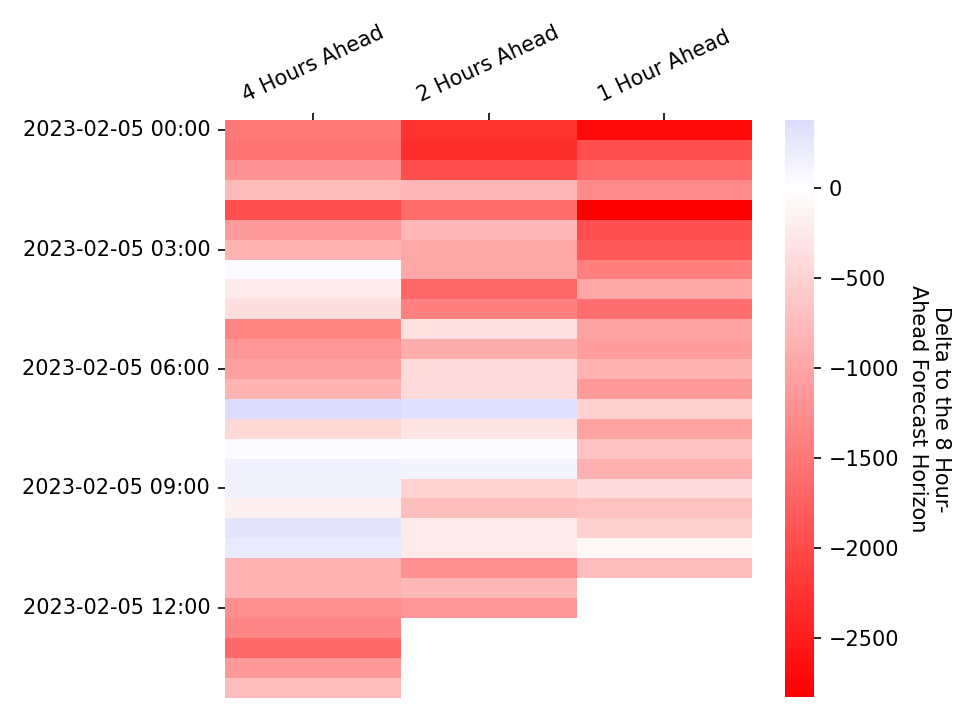 4 Hours Ahead
2 Hours Ahead
1 Hour Ahead
2023-02-05 00:00
2023-02-05 03:00
2023-02-05 06:00
2023-02-05 09:00
2023-02-05 12:00
0
−500
−1000
−1500
−2000
−2500
Delta to the 8 Hour-
Ahead Forecast Horizon